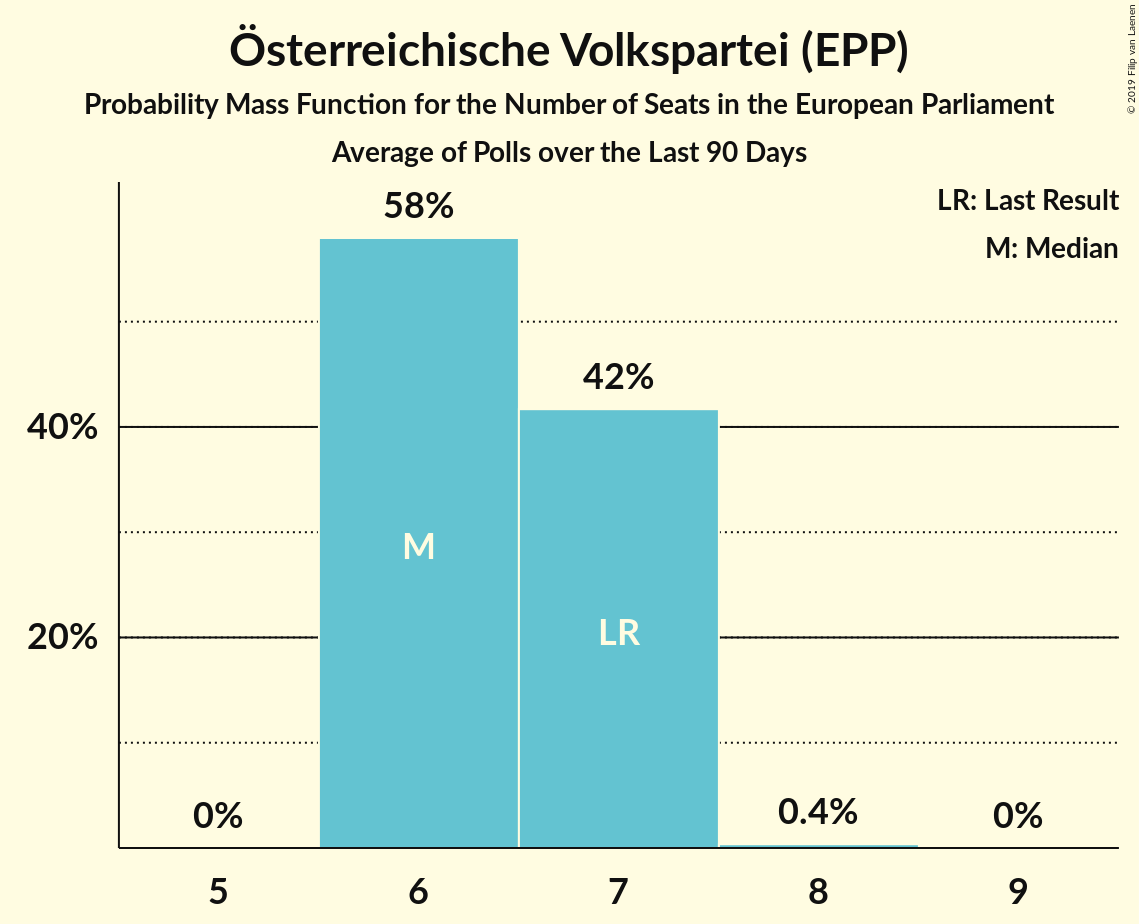 Österreichische Volkspartei (EPP)
Probability Mass Function for the Number of Seats in the European Parliament
Average of Polls over the Last 90 Days
© 2019 Filip van Laenen
LR: Last Result
M: Median
58%
42%
40%
M
LR
20%
0%
0.4%
0%
5
6
7
8
9